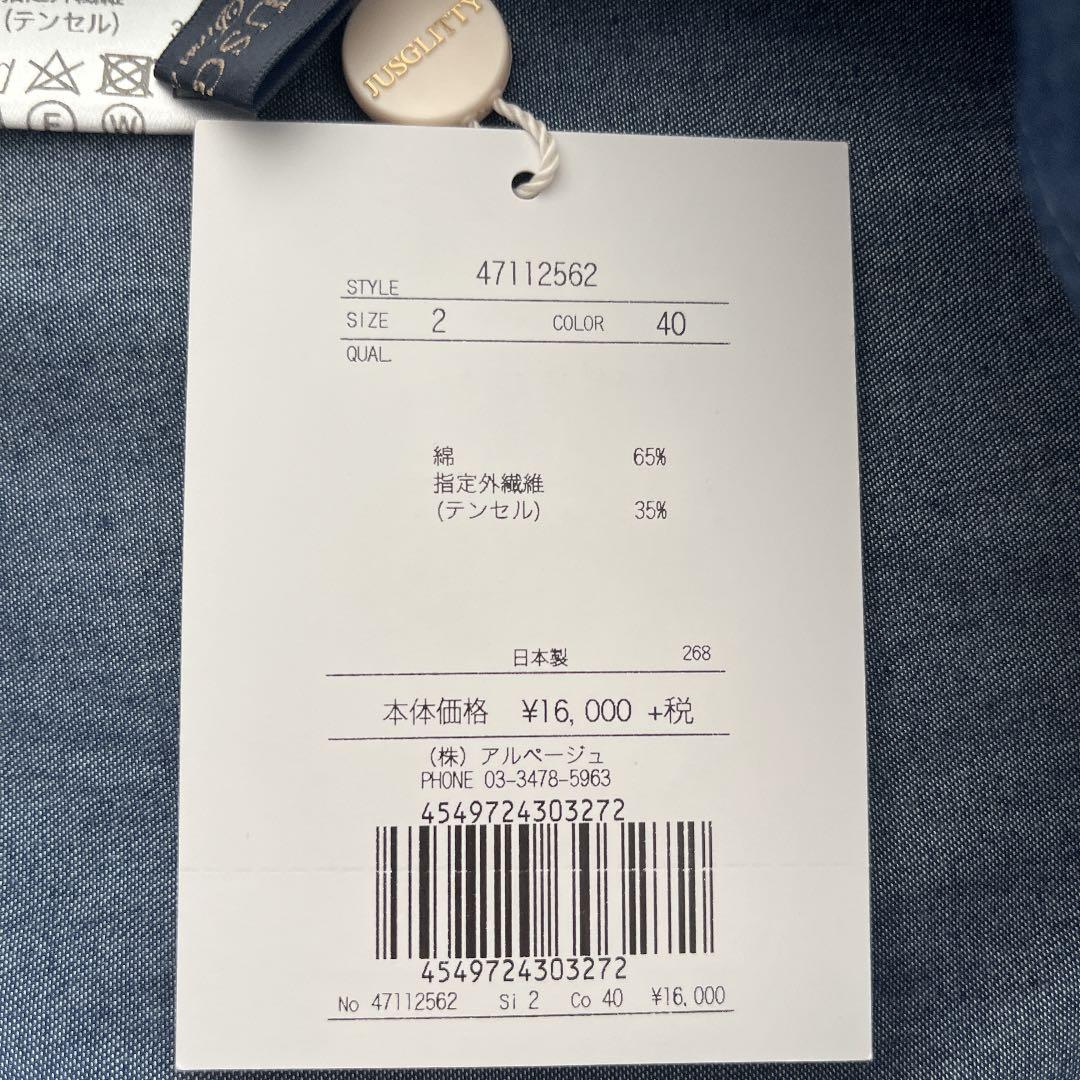 (テンセル)
JUSGLITTY
STYLE 47112562
SIZE 2 COLOR 40
QUAL.
綿 65%
指定外繊維
(テンセル) 35%
日本製 268
本体価格 ¥16,000 +税
(株) アルページュ
PHONE 03-3478-5963
4549724303272
4549724303272
No 47112562 Si 2 Co 40 ¥16,000